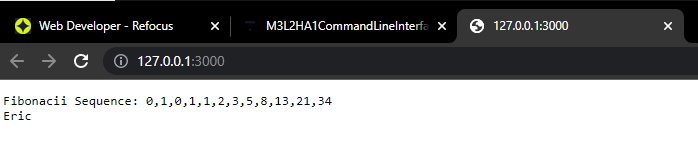 Web Developer - Refocus
M3L2HA1CommandLineInterfa
127.0.0.1:3000
127.0.0.1:3000
Fibonacii Sequence: 0,1,0,1,1,2,3,5,8,13,21,34
Eric